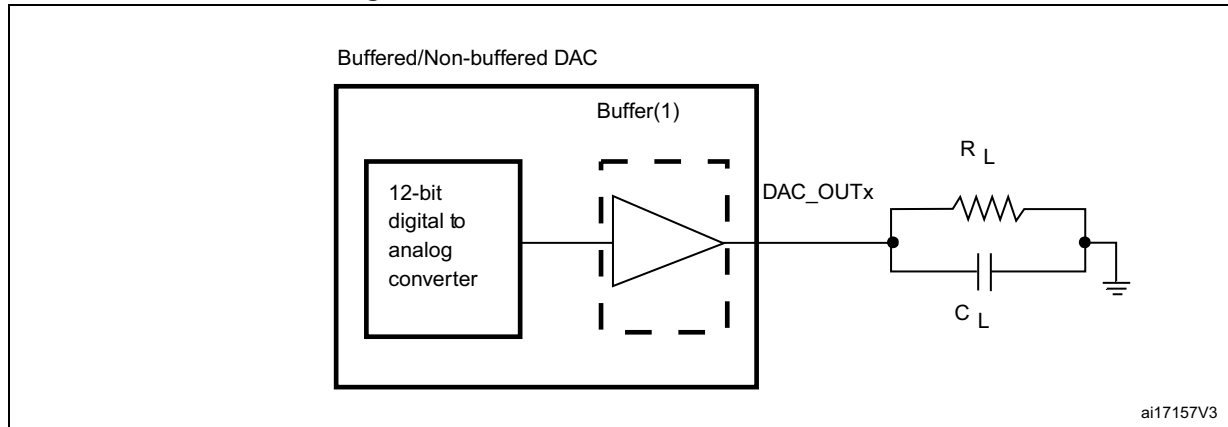 Buffered/Non-buffered DAC
Buffer(1)
12-bit
digital to
analog
converter
DAC_OUTx
R L
C L
ai17157V3